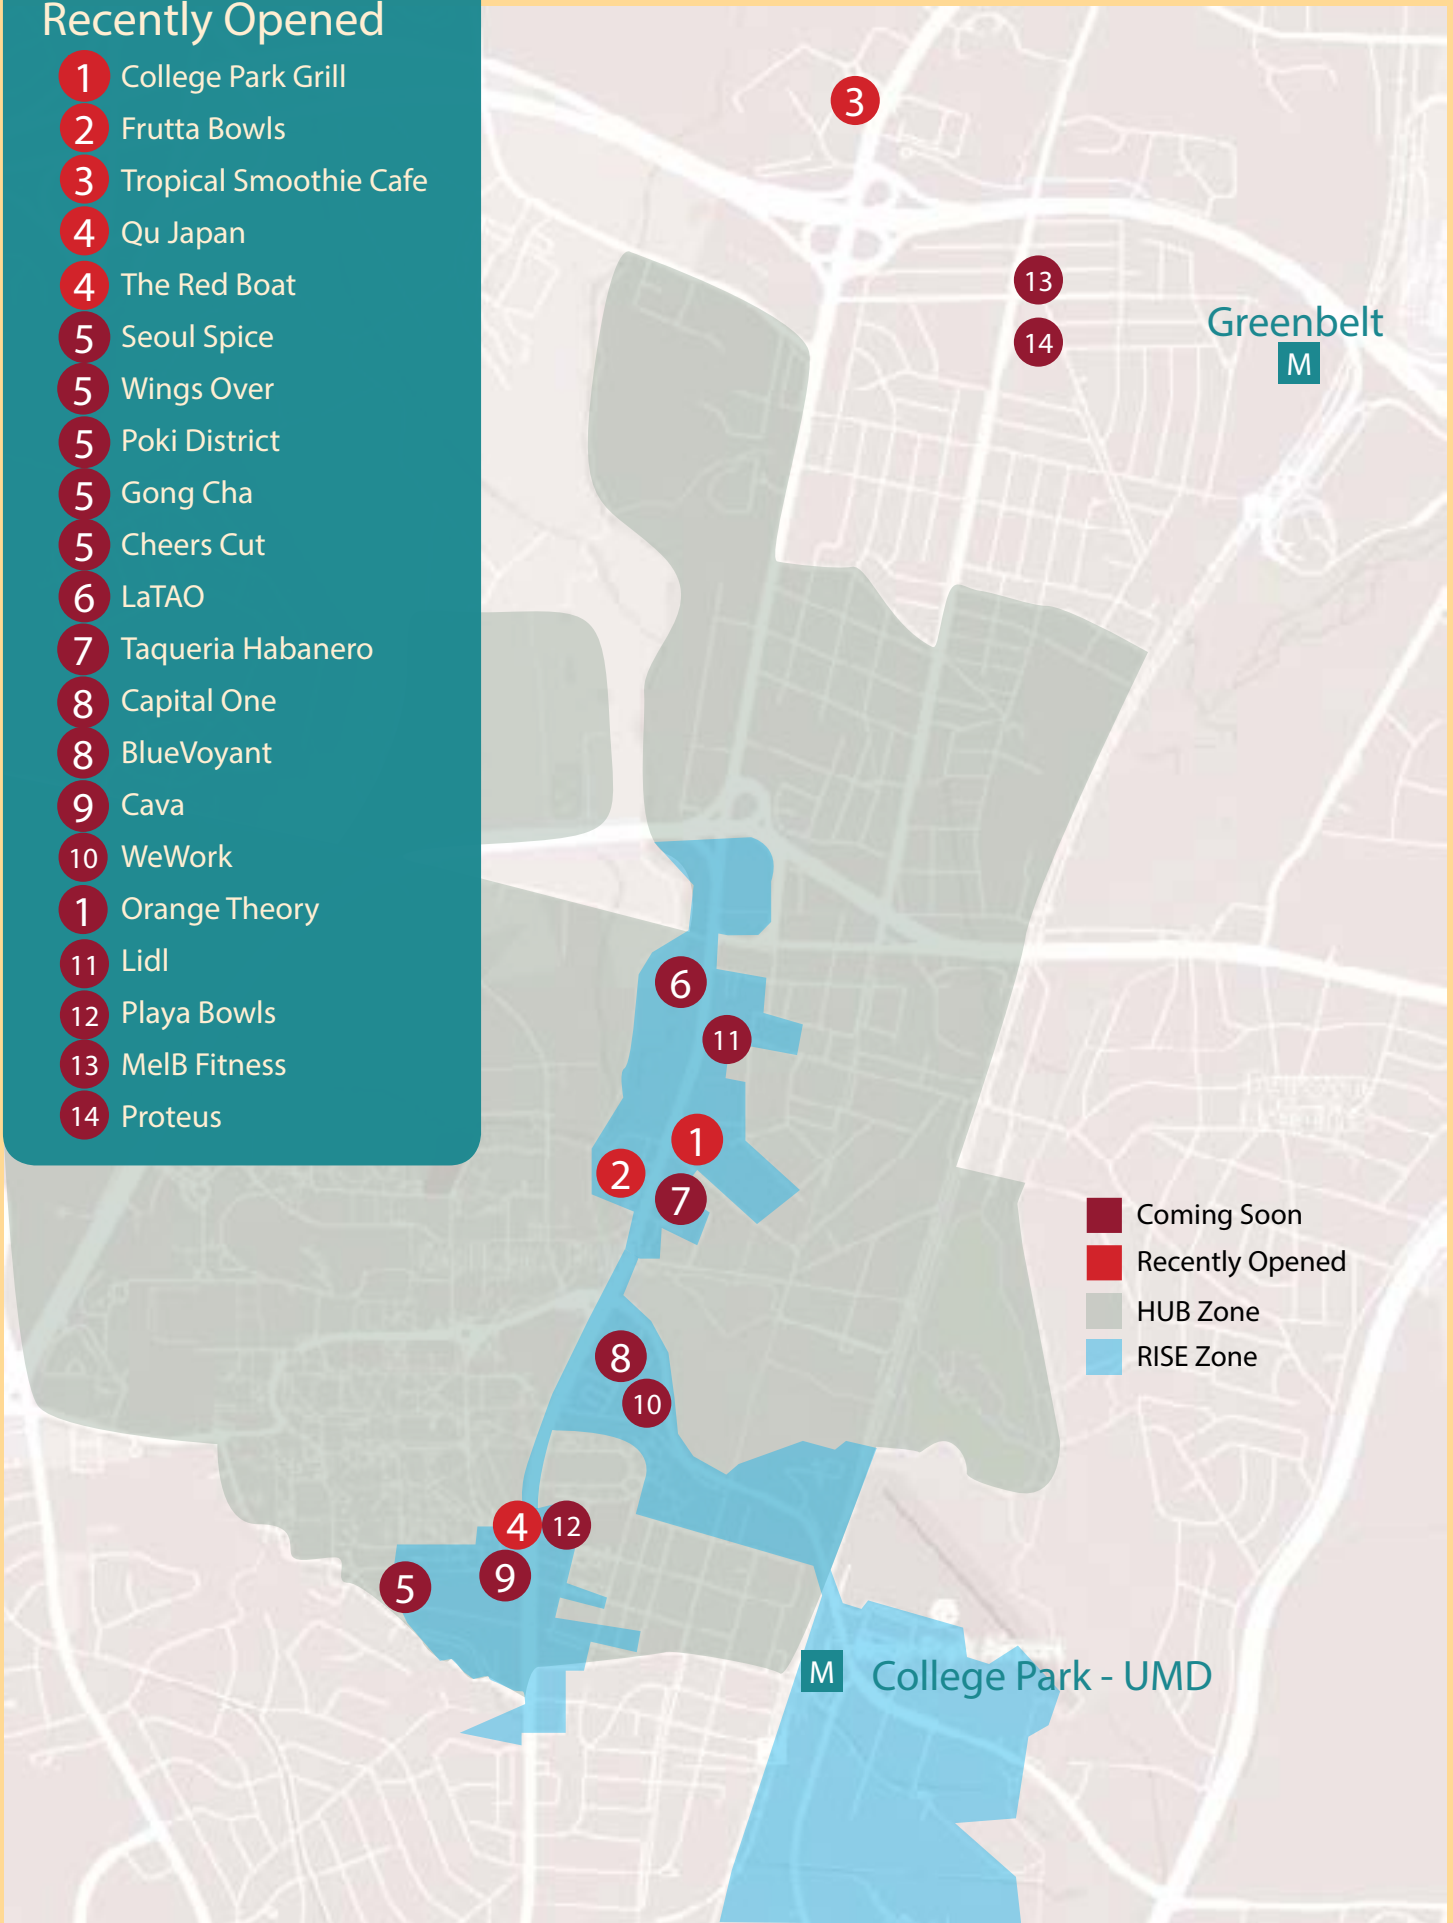 Recently Opened
1 College Park Grill
2 Frutta Bowls
3 Tropical Smoothie Cafe
4 Qu Japan
4 The Red Boat
5 Seoul Spice
5 Wings Over
5 Poki District
5 Gong Cha
5 Cheers Cut
6 LaTAO
7 Taqueria Habanero
8 Capital One
8 BlueVoyant
9 Cava
10 WeWork
1 Orange Theory
11 Lidl
12 Playa Bowls
13 MelB Fitness
14 Proteus
3
13
14
Greenbelt
M
6
11
1
2
7
8
10
4
12
9
5
Coming Soon
Recently Opened
HUB Zone
RISE Zone
M College Park - UMD